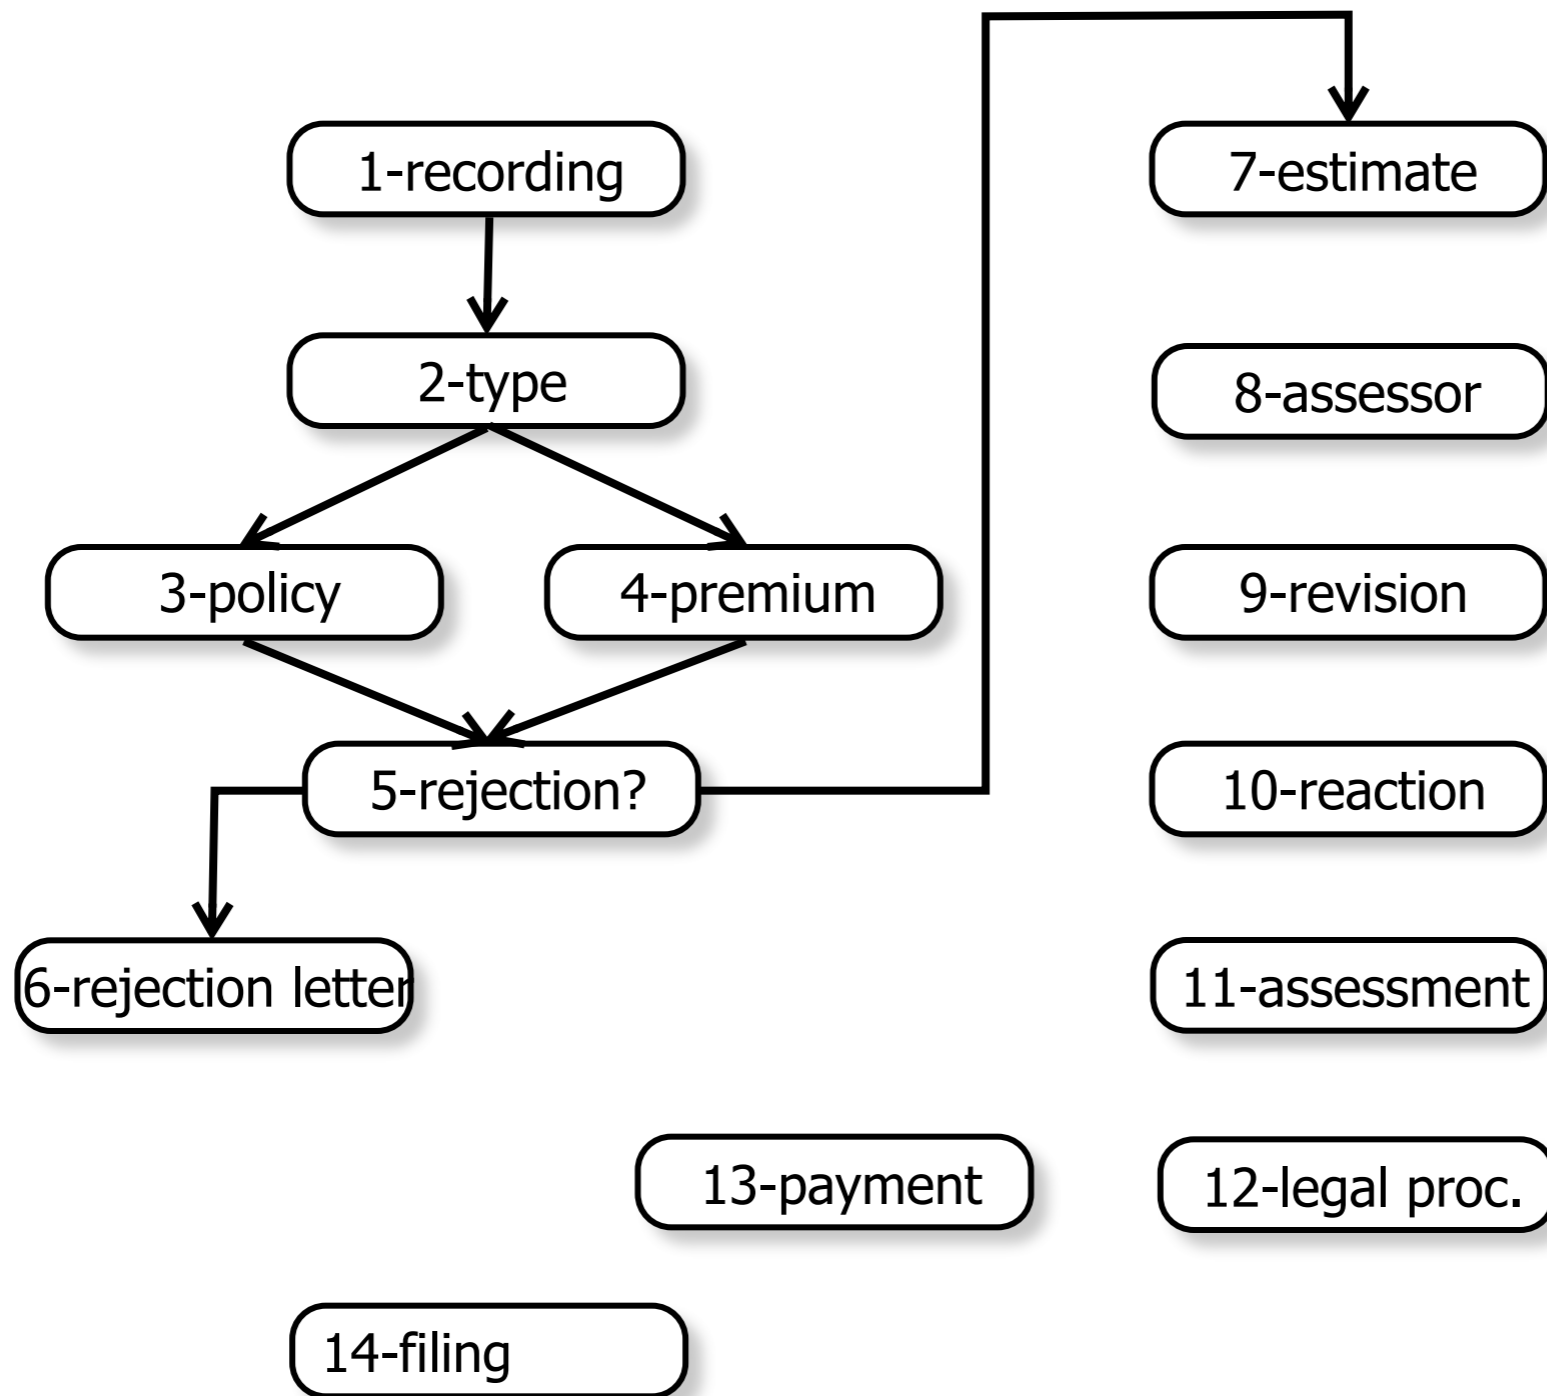 1-recording
2-type
3-policy
4-premium
5-rejection?
6-rejection letter
7-estimate
8-assessor
9-revision
10-reaction
11-assessment
12-legal proc.
13-payment
14-filing